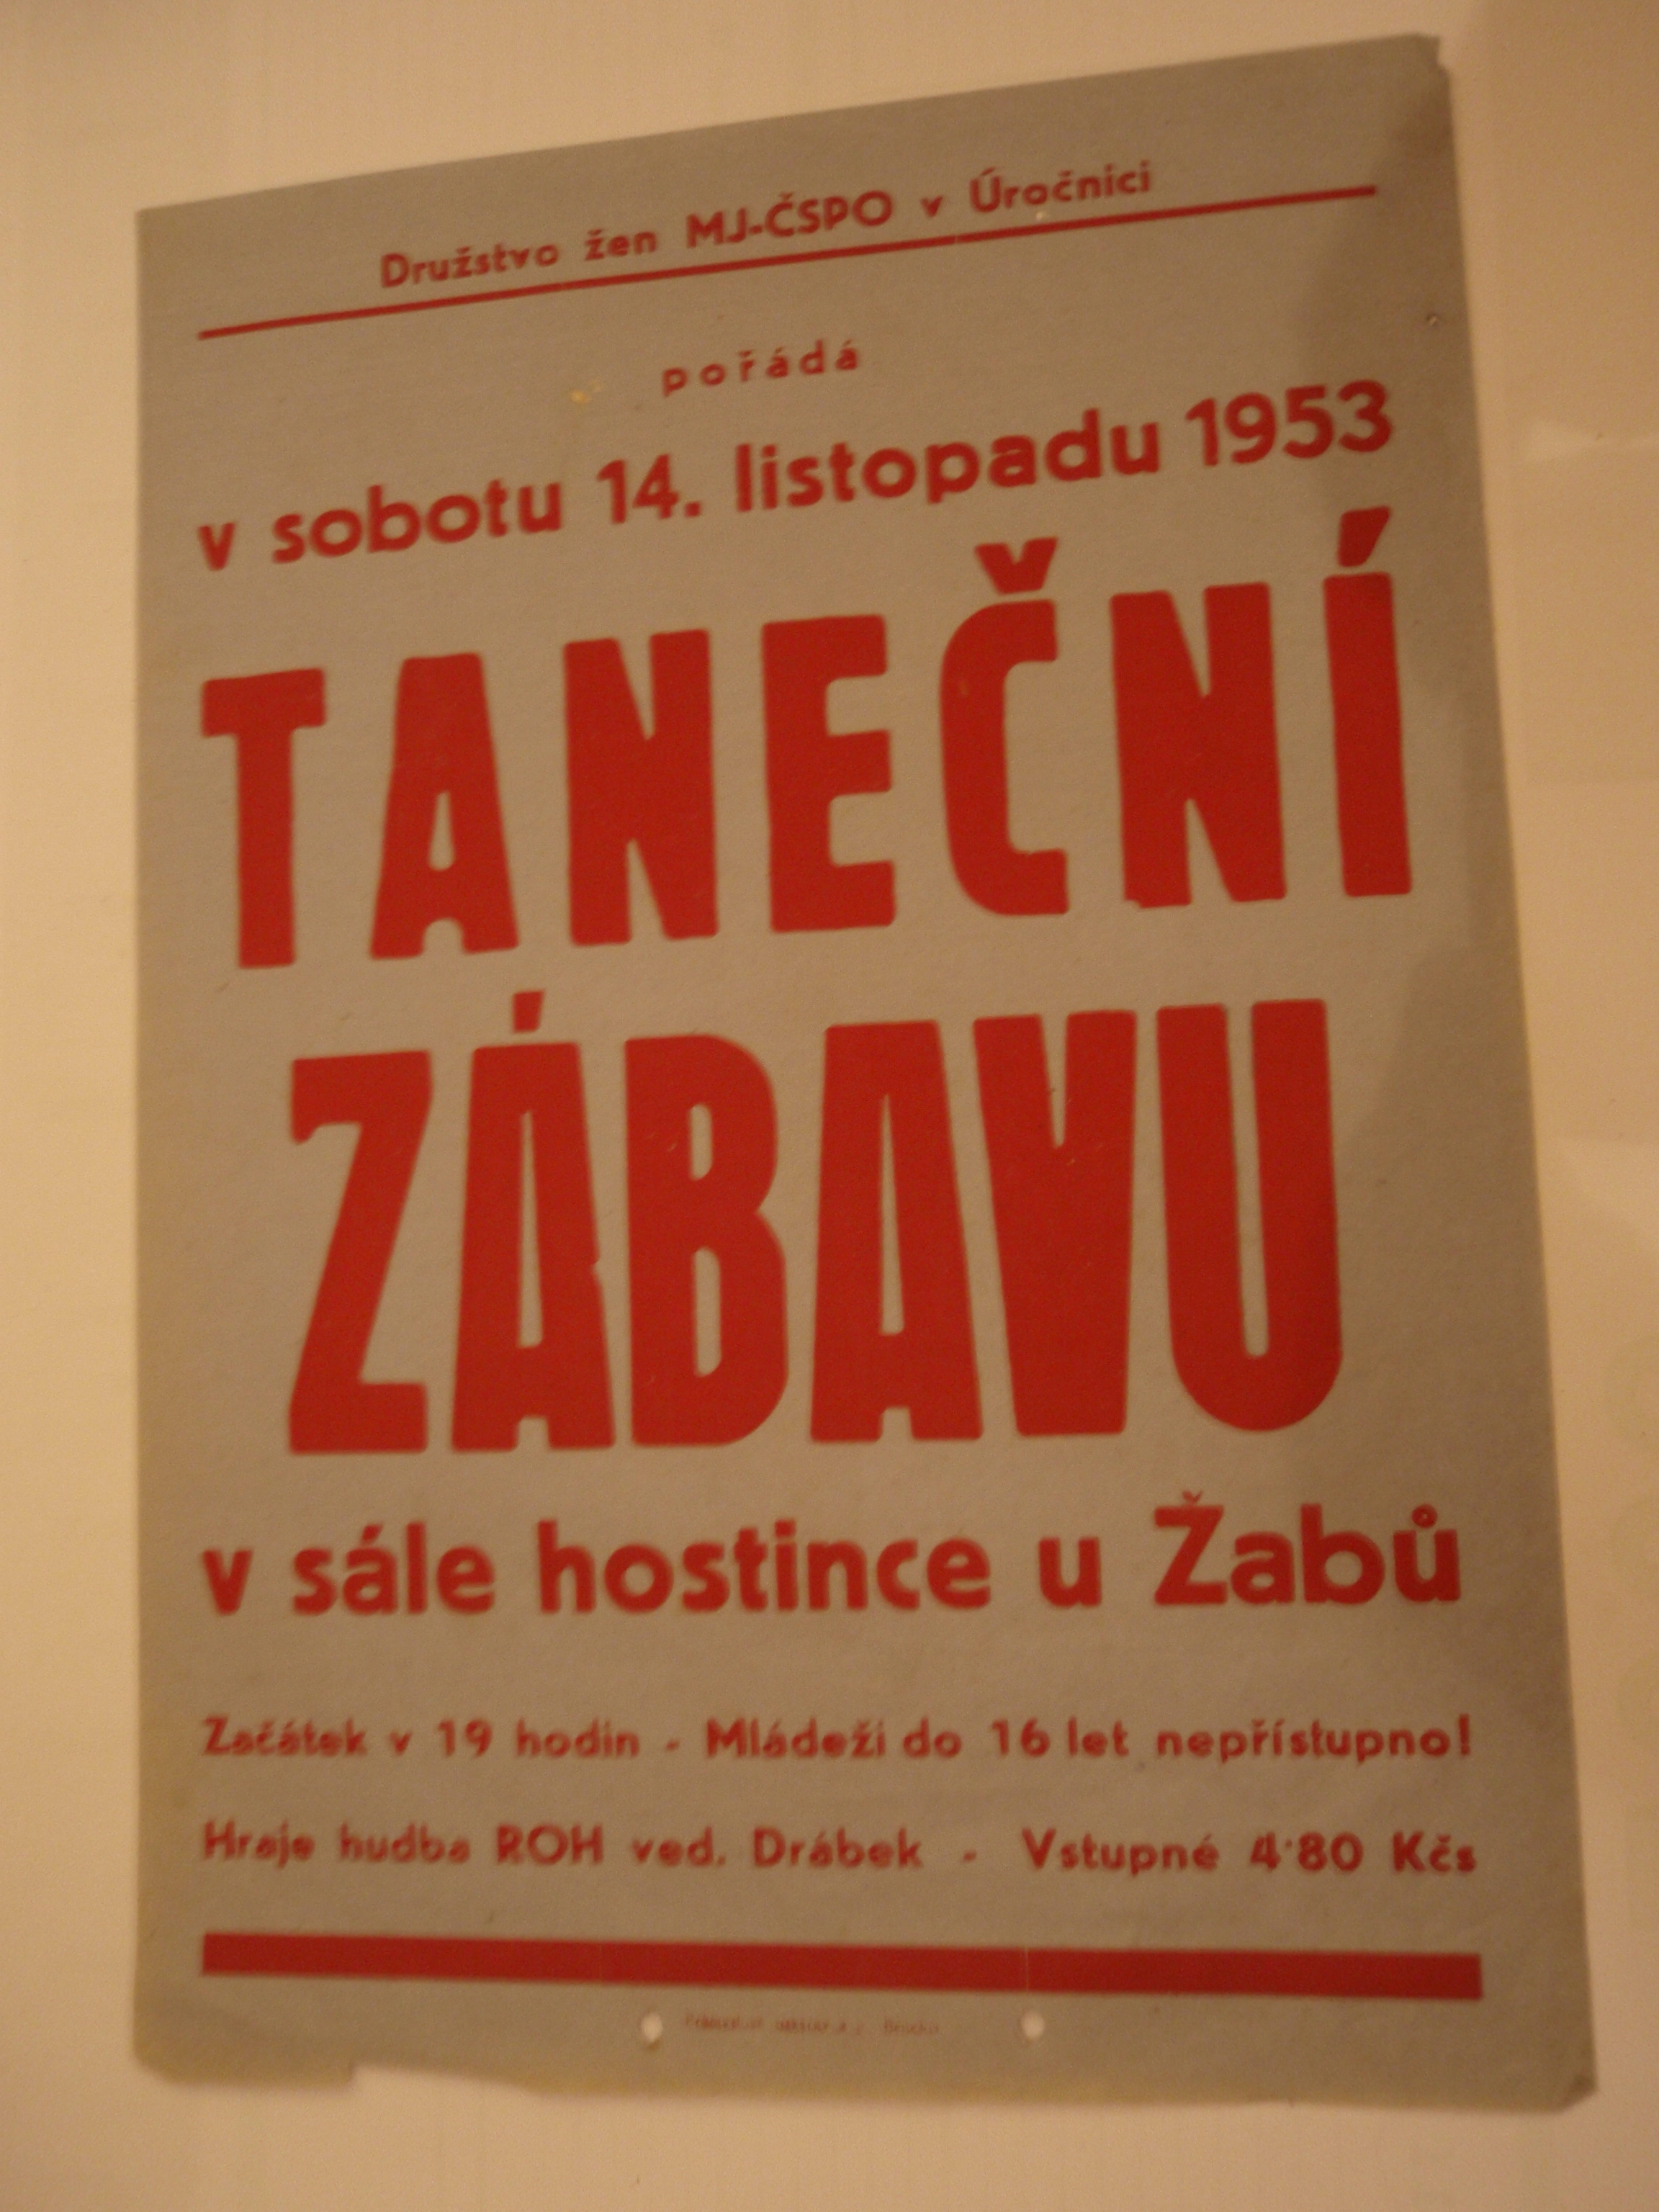 Družstvo žen MJ-ČSPO v Úročnici
pořádá
v sobotu 14. listopadu 1953
TANEČNÍ
ZÁBAVU
v sále hostince u Žabů
Začátek v 19 hodin - Mládeži do 16 let nepřístupno!
Hraje hudba ROH ved. Drábek - Vstupné 4·80 Kčs